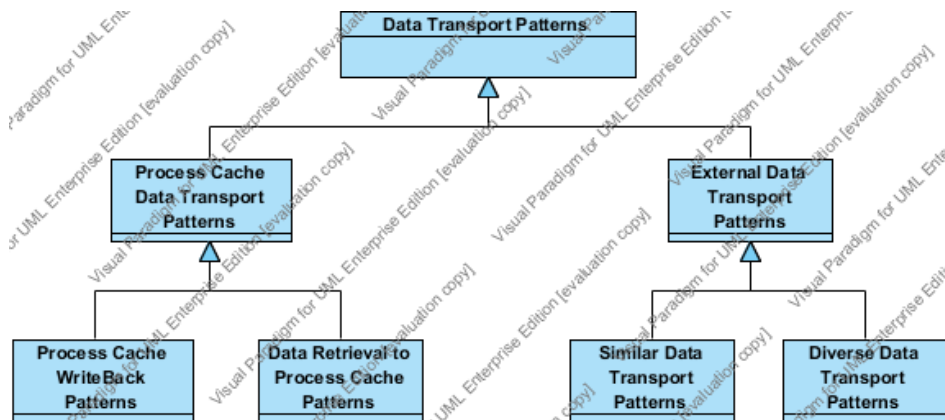 Data Transport Patterns
Process Cache
Data Transport
Patterns
External Data
Transport
Patterns
Process Cache
WriteBack
Patterns
Data Retrieval to
Process Cache
Patterns
Similar Data
Transport
Patterns
Diverse Data
Transport
Patterns
Visual Paradigm for UML Enterprise Edition [evaluation copy]